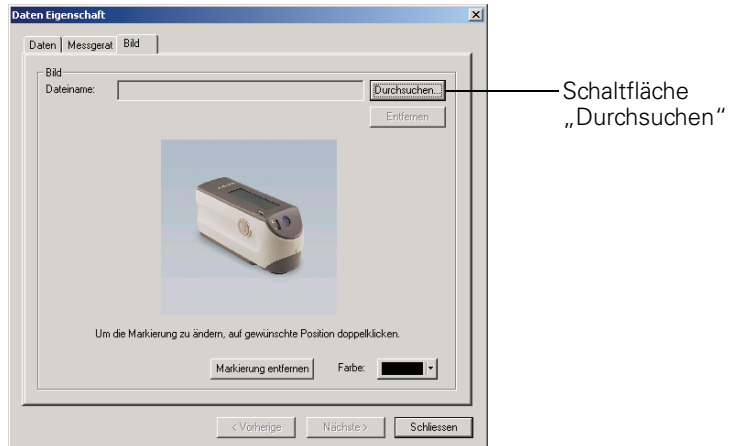 Daten Eigenschaft
Daten Messgerat Bild
Bild
Dateiname:
Durchsuchen...
Schaltfläche
„Durchsuchen“
Entfernen
Um die Markierung zu ändern, auf gewünschte Position doppelklicken.
Markierung entfernen Farbe:
< Vorherige Nächste > Schliessen